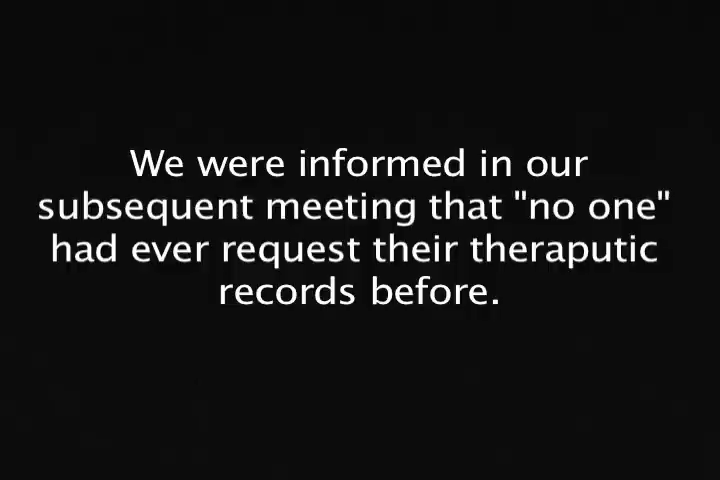 We were informed in our
subsequent meeting that "no one"
had ever request their theraputic
records before.